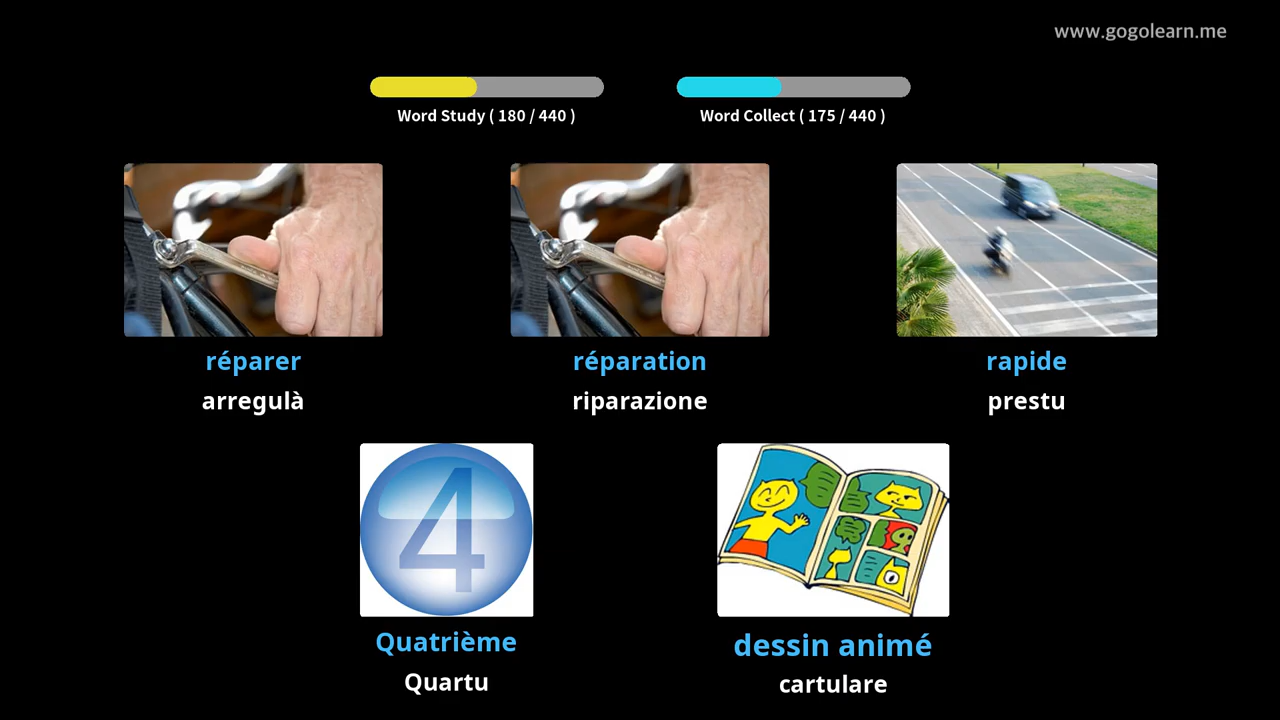 www.gogolearn.me
Word Study ( 180 / 440 )
Word Collect ( 175 / 440 )
réparer
réparation
rapide
arregulà
riparazione
prestu
4
Quatrième
dessin animé
Quartu
cartulare